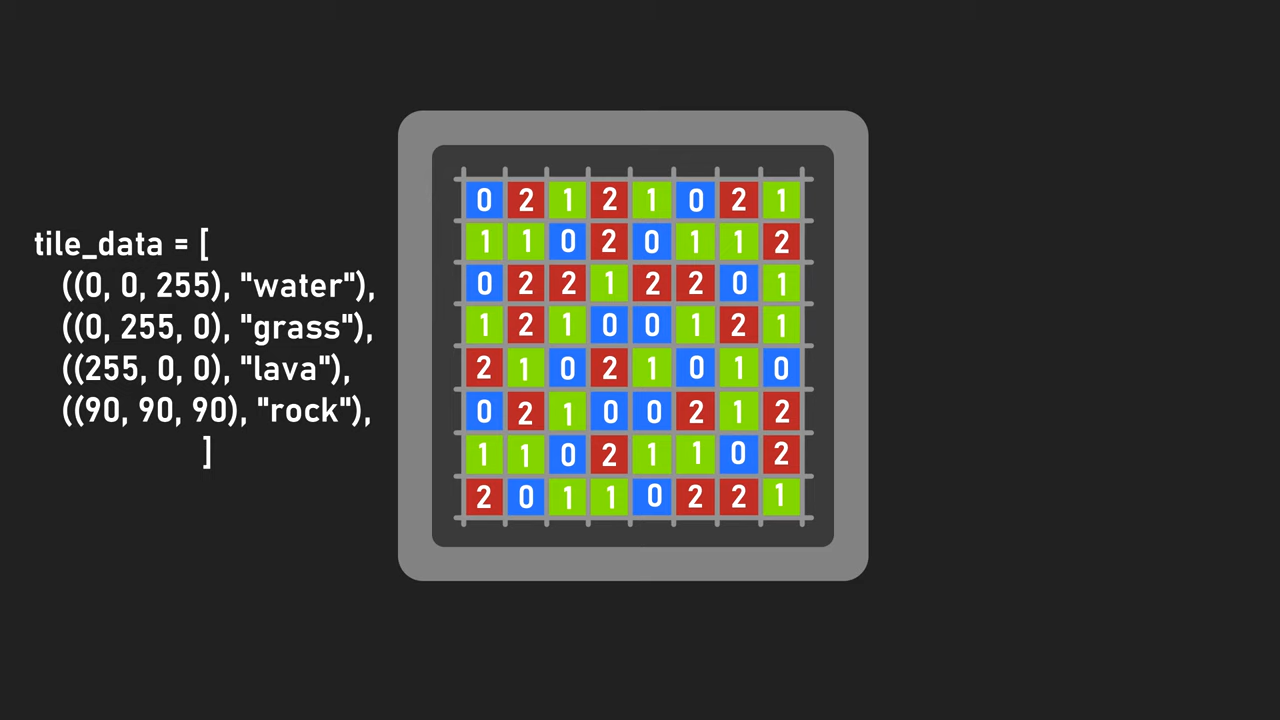 tile_data = [
((0, 0, 255), "water"),
((0, 255, 0), "grass"),
((255, 0, 0), "lava"),
((90, 90, 90), "rock"),
]
0 2 1 2 1 0 2 1
1 1 0 2 0 1 1 2
0 2 2 1 2 2 0 1
1 2 1 0 0 1 2 1
2 1 0 2 1 0 1 0
0 2 1 0 0 2 1 2
1 1 0 2 1 1 0 2
2 0 1 1 0 2 2 1